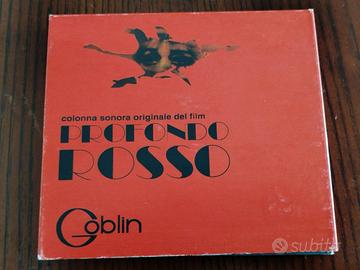 colonna sonora originale del film
PROFONDO
ROSSO
Goblin
subito